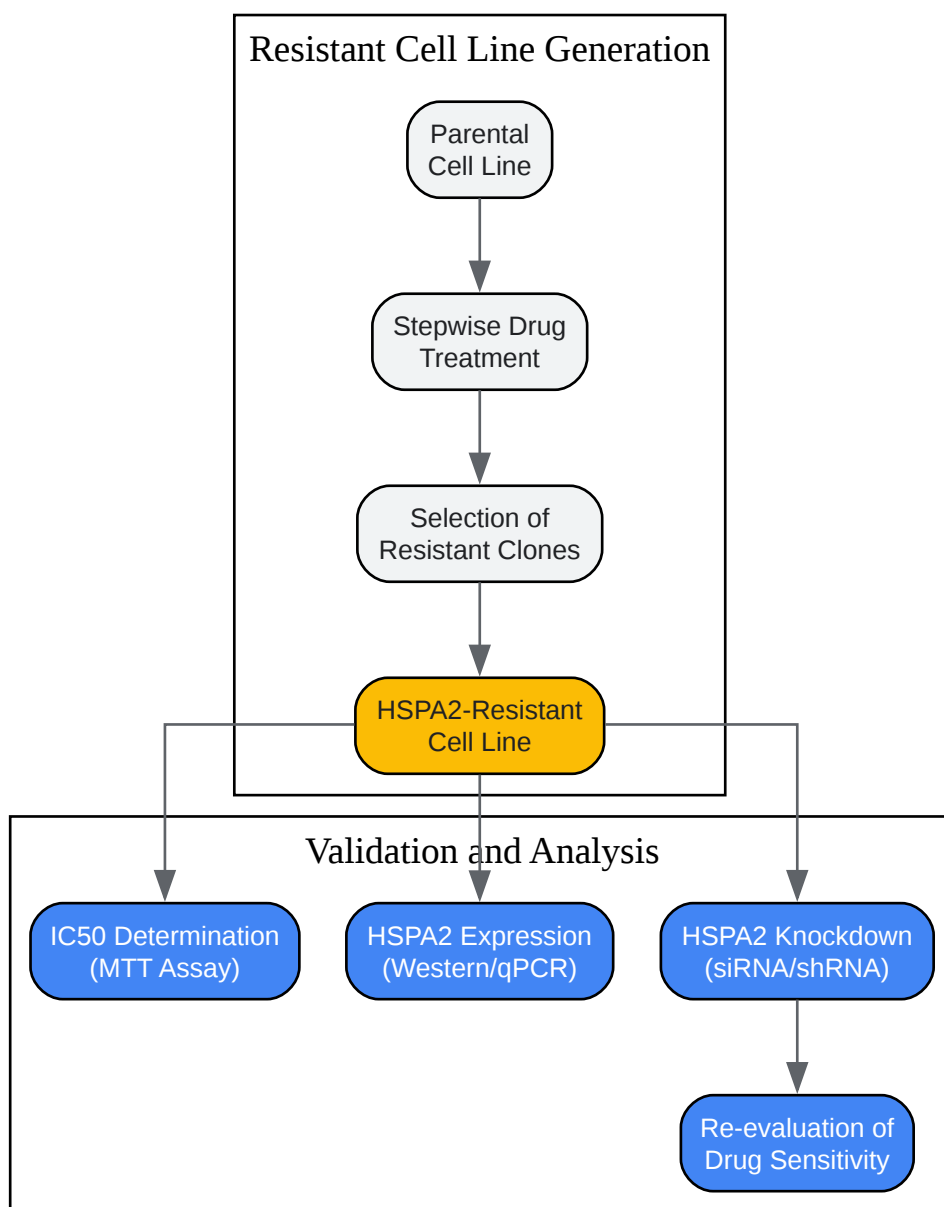 Resistant Cell Line Generation
Parental
Cell Line
Stepwise Drug
Treatment
Selection of
Resistant Clones
HSPA2-Resistant
Cell Line
Validation and Analysis
IC50 Determination
(MTT Assay)
HSPA2 Expression
(Western/qPCR)
HSPA2 Knockdown
(siRNA/shRNA)
Re-evaluation of
Drug Sensitivity